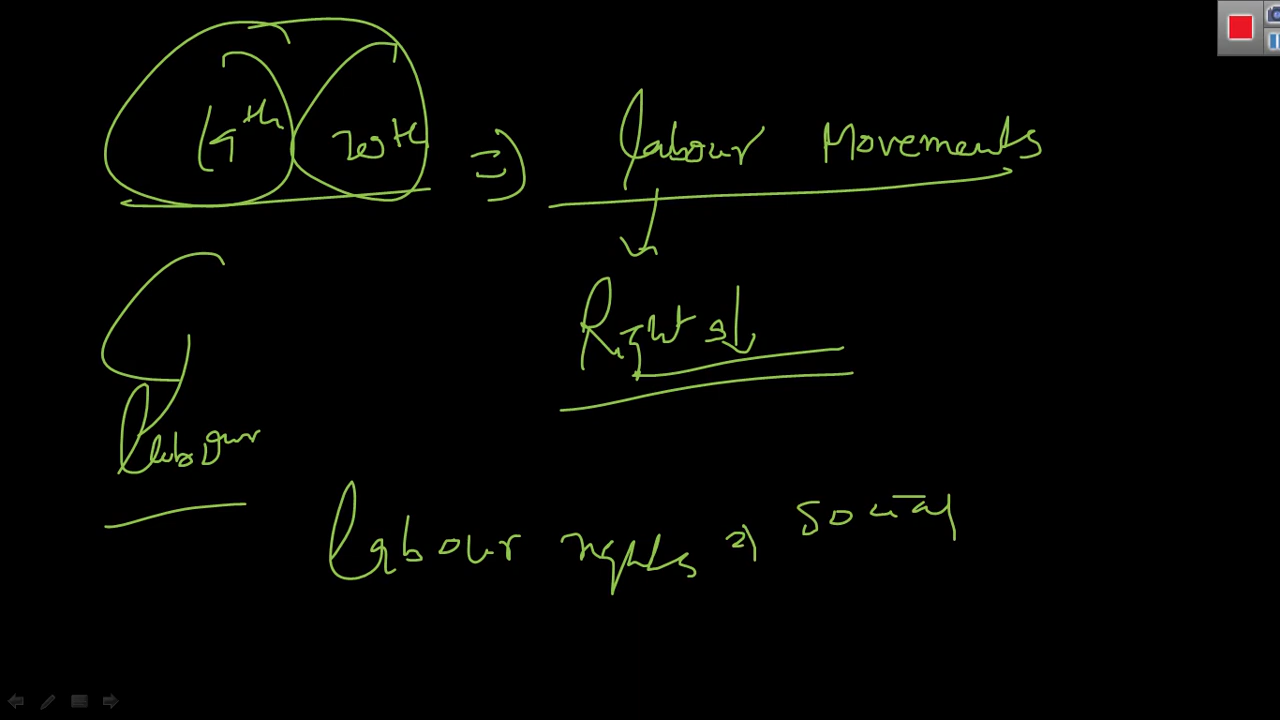 19th 20th ⇒ labour Movements
↓
Rights ↓
labour
labour rights ⇒ social